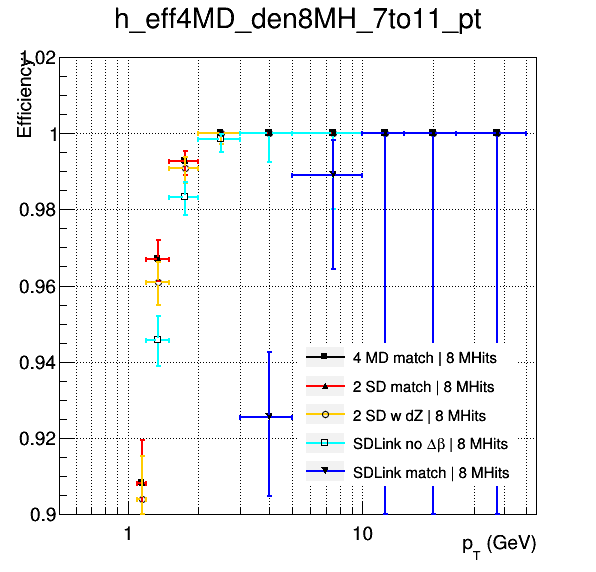 h_eff4MD_den8MH_7to11_pt
Efficiency
1.02
1
0.98
0.96
0.94
0.92
0.9
4 MD match | 8 MHits
2 SD match | 8 MHits
2 SD w dZ | 8 MHits
SDLink no Δβ | 8 MHits
SDLink match | 8 MHits
1
10
p_T (GeV)